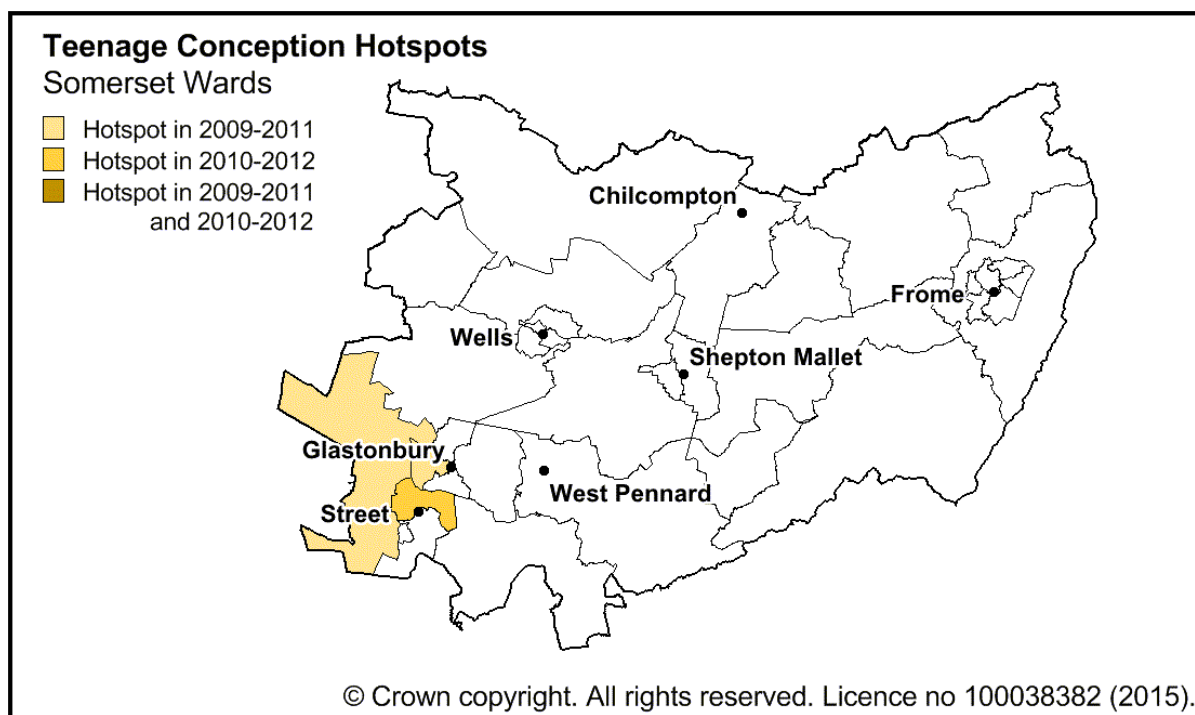 Teenage Conception Hotspots
Somerset Wards
Hotspot in 2009-2011
Hotspot in 2010-2012
Hotspot in 2009-2011
and 2010-2012
Chilcompton
Frome
Wells
Shepton Mallet
Glastonbury
West Pennard
Street
© Crown copyright. All rights reserved. Licence no 100038382 (2015).